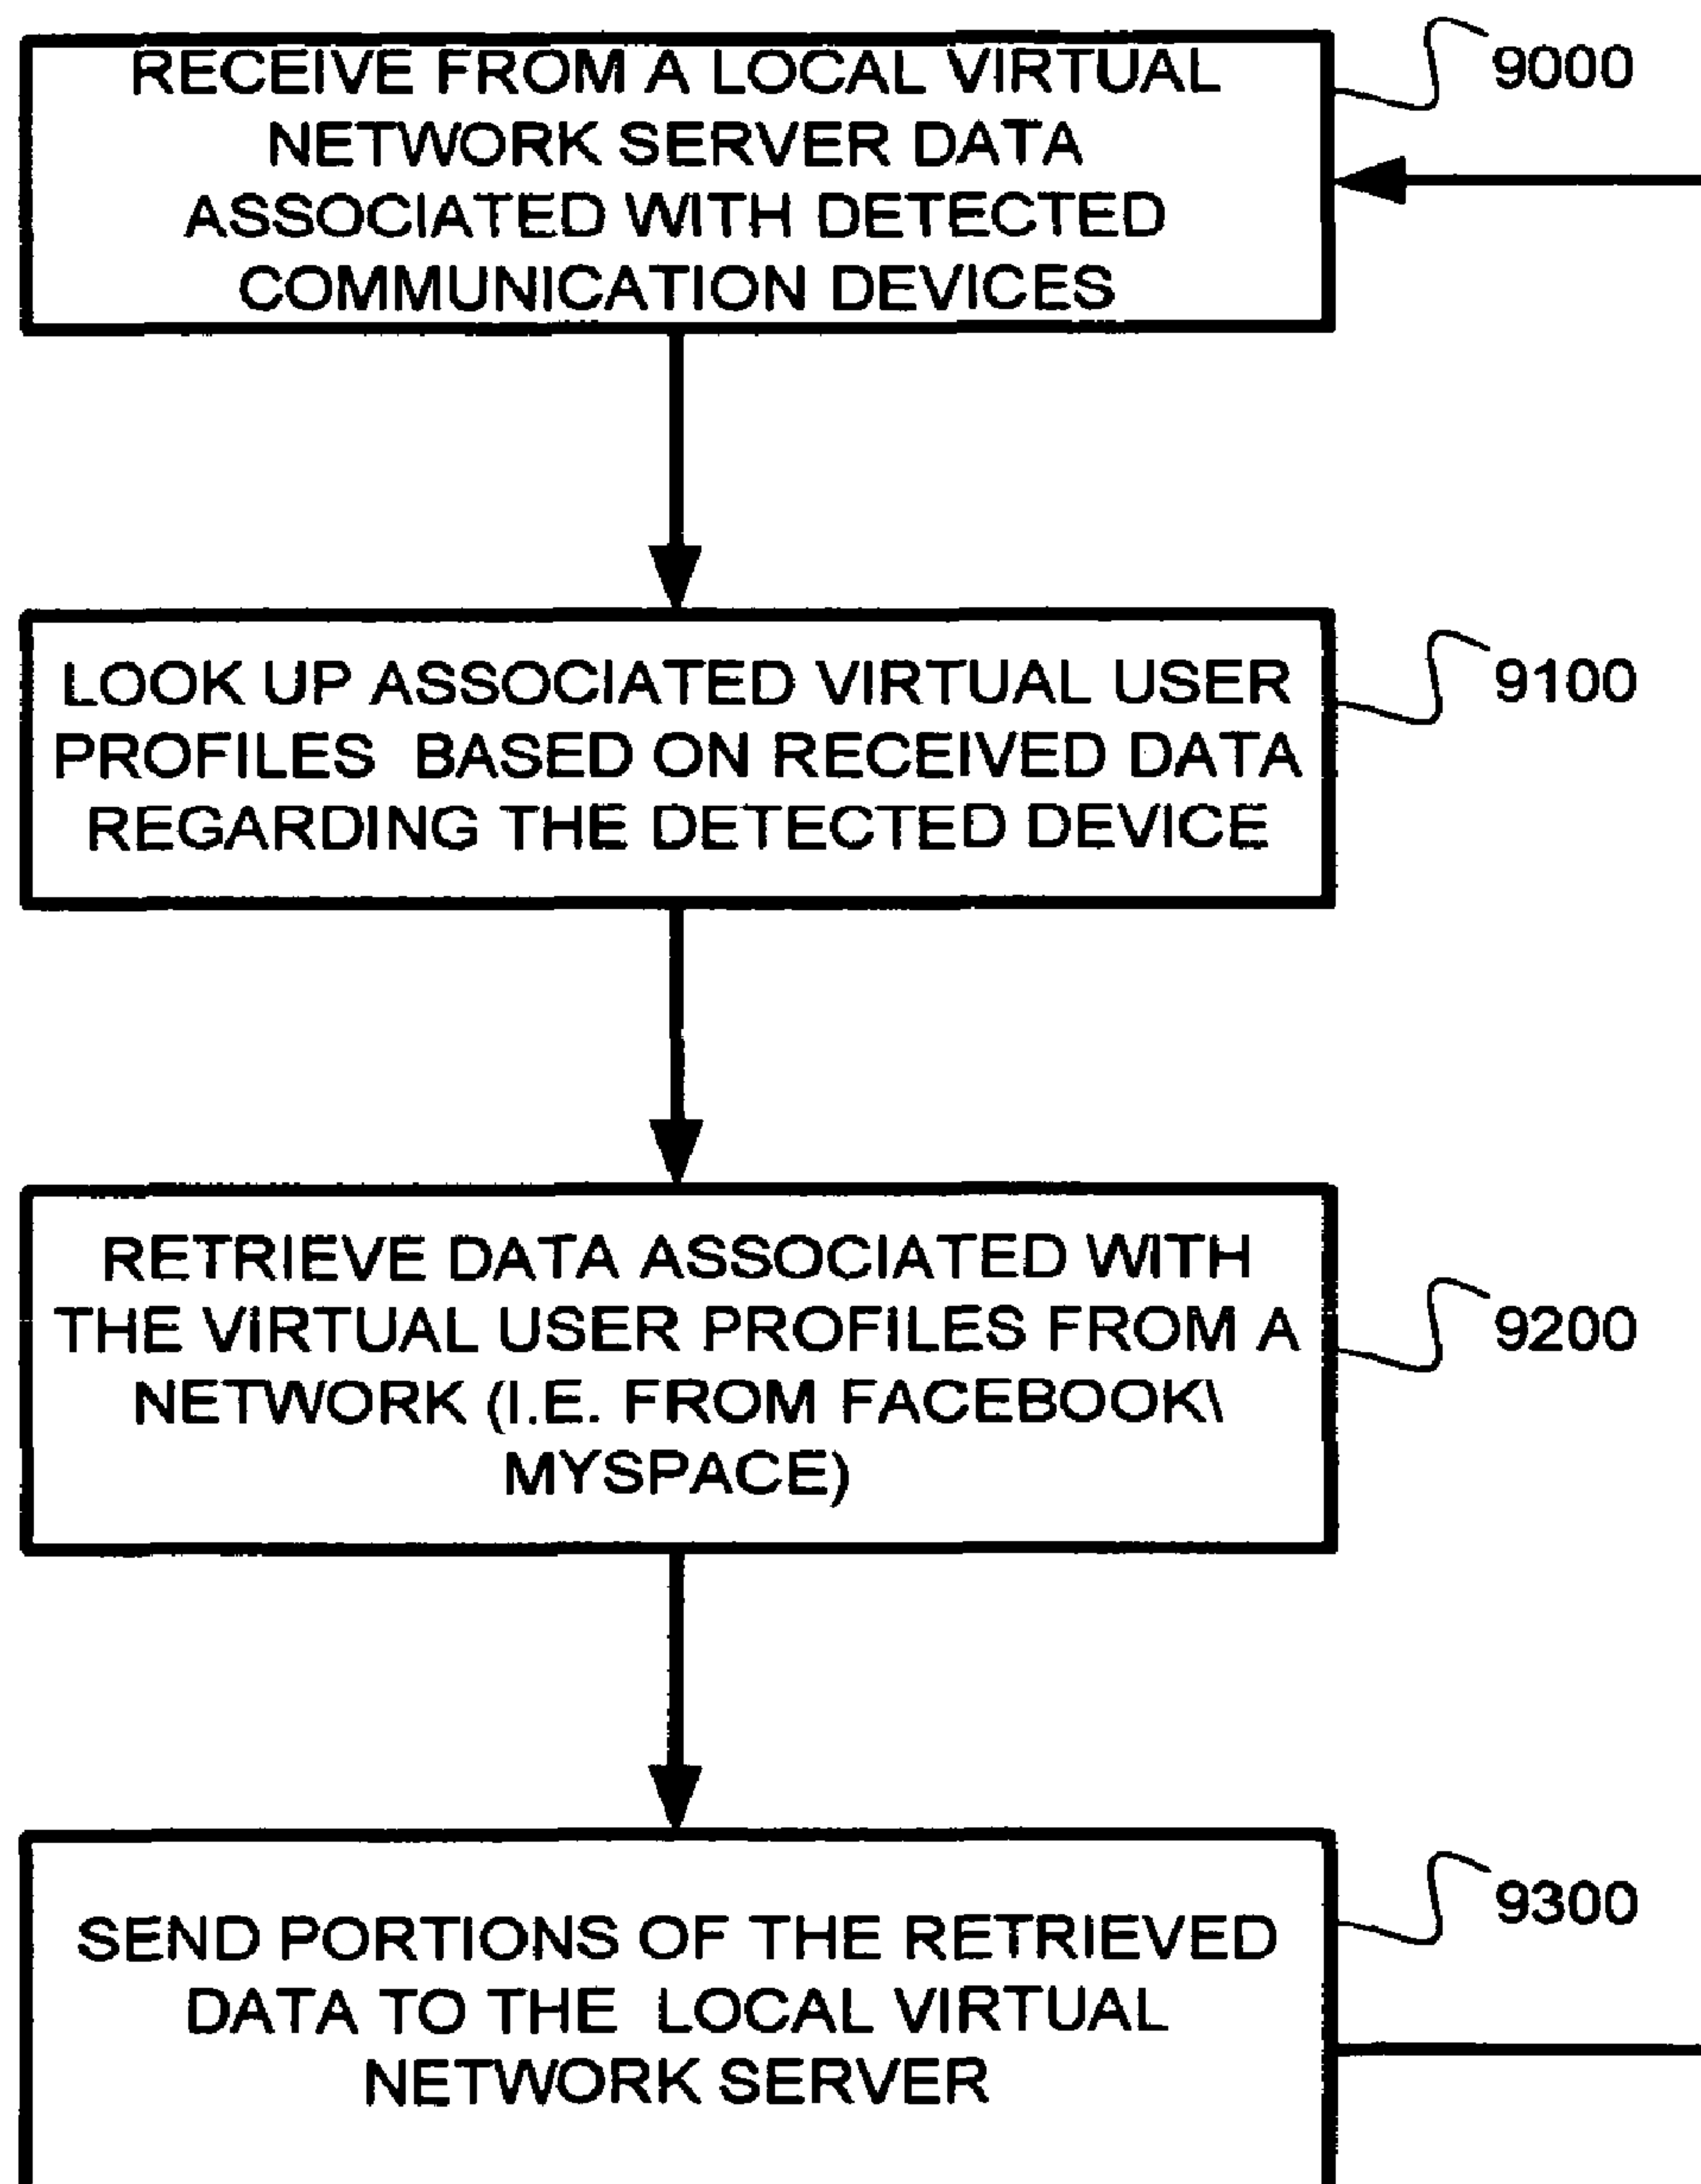 RECEIVE FROM A LOCAL VIRTUAL
NETWORK SERVER DATA
ASSOCIATED WITH DETECTED
COMMUNICATION DEVICES
9000
LOOK UP ASSOCIATED VIRTUAL USER
PROFILES BASED ON RECEIVED DATA
REGARDING THE DETECTED DEVICE
9100
RETRIEVE DATA ASSOCIATED WITH
THE VIRTUAL USER PROFILES FROM A
NETWORK (I.E. FROM FACEBOOK\
MYSPACE)
9200
SEND PORTIONS OF THE RETRIEVED
DATA TO THE LOCAL VIRTUAL
NETWORK SERVER
9300